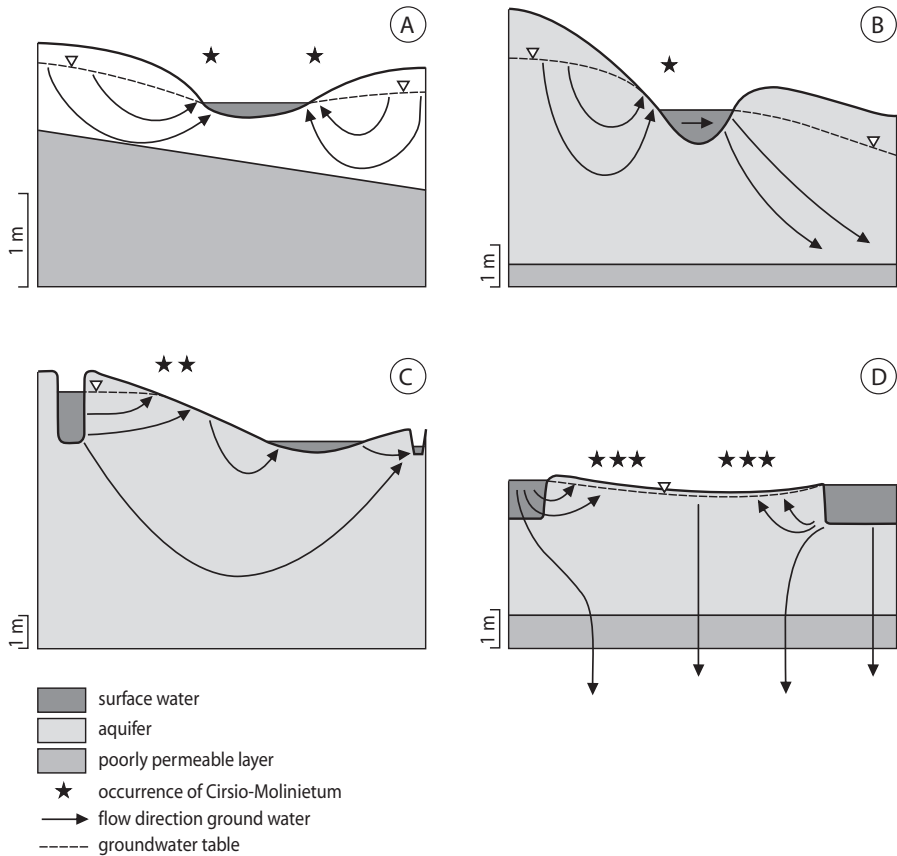 A
B
1 m
1 m
C
D
1 m
1 m
surface water
aquifer
poorly permeable layer
occurrence of Cirsio-Molinietum
flow direction ground water
groundwater table